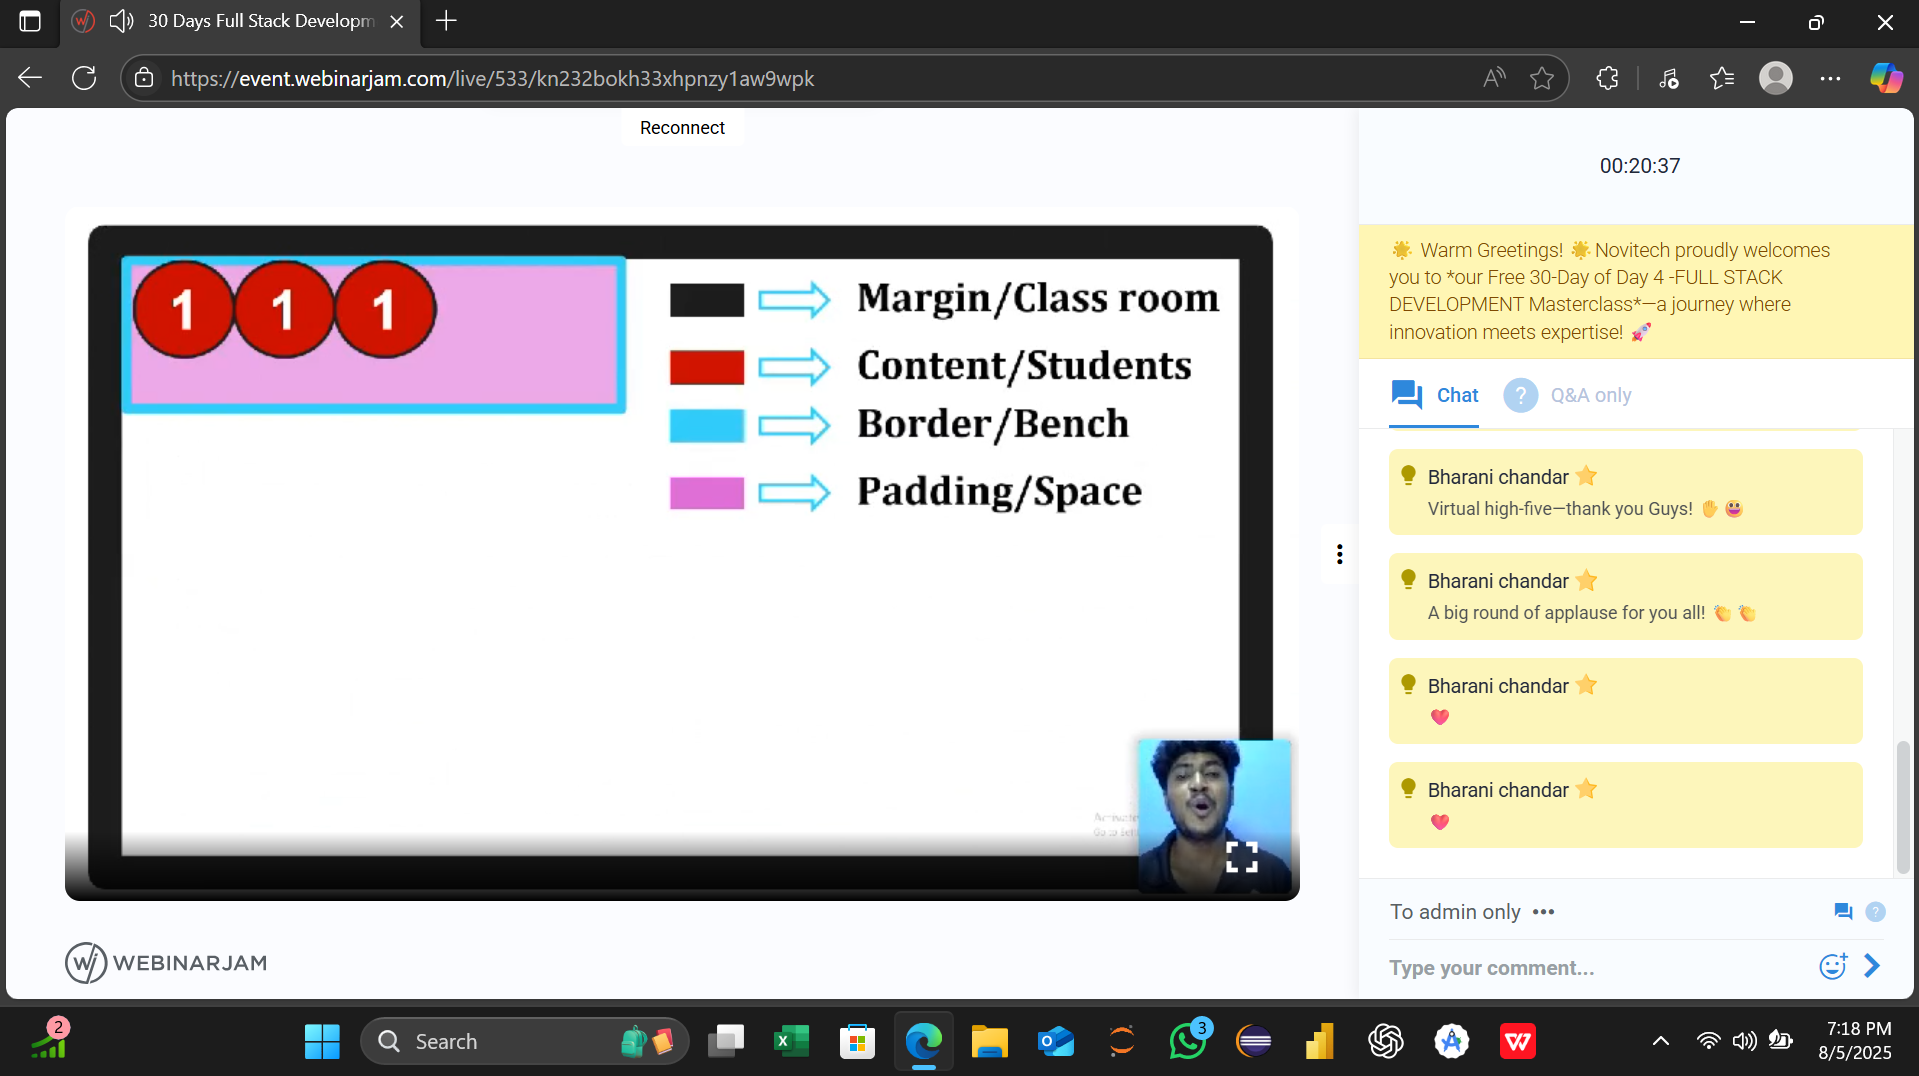 30 Days Full Stack Developm
https://event.webinarjam.com/live/533/kn232bokh33xhpnzy1aw9wpk
Reconnect
1 1 1
Margin/Class room
Content/Students
Border/Bench
Padding/Space
WEBINARJAM
00:20:37
🌟 Warm Greetings! 🌟 Novitech proudly welcomes
you to *our Free 30-Day of Day 4 -FULL STACK
DEVELOPMENT Masterclass*—a journey where
innovation meets expertise! 🚀
Chat
? Q&A only
Bharani chandar ⭐
Virtual high-five—thank you Guys! ✋ 😃
Bharani chandar ⭐
A big round of applause for you all! 👏 👏
Bharani chandar ⭐
❤️
Bharani chandar ⭐
❤️
To admin only •••
?
Type your comment...
2
Search
3
7:18 PM
8/5/2025